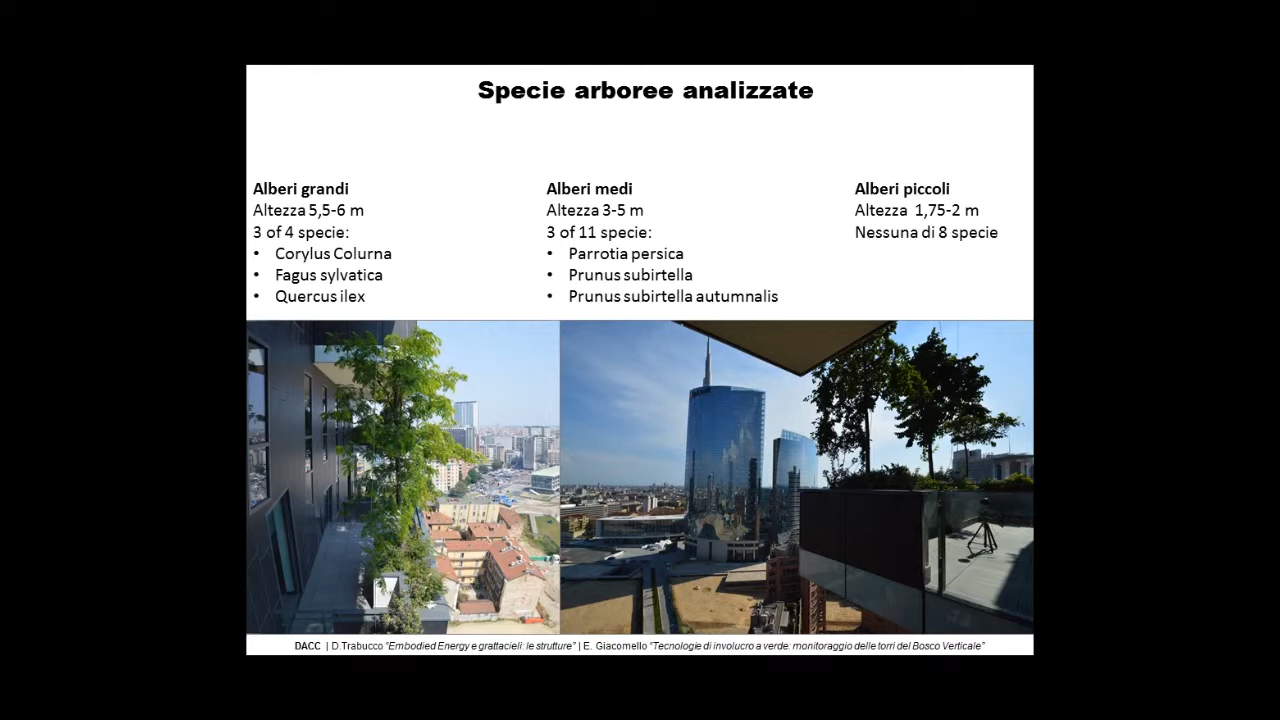 Specie arboree analizzate
Alberi grandi
Altezza 5,5-6 m
3 of 4 specie:
• Corylus Colurna
• Fagus sylvatica
• Quercus ilex
Alberi medi
Altezza 3-5 m
3 of 11 specie:
• Parrotia persica
• Prunus subirtella
• Prunus subirtella autumnalis
Alberi piccoli
Altezza 1,75-2 m
Nessuna di 8 specie
DACC | D.Trabucco "Embodied Energy e grattacieli: le strutture" | E. Giacomello "Tecnologie di involucro a verde: monitoraggio delle torri del Bosco Verticale"